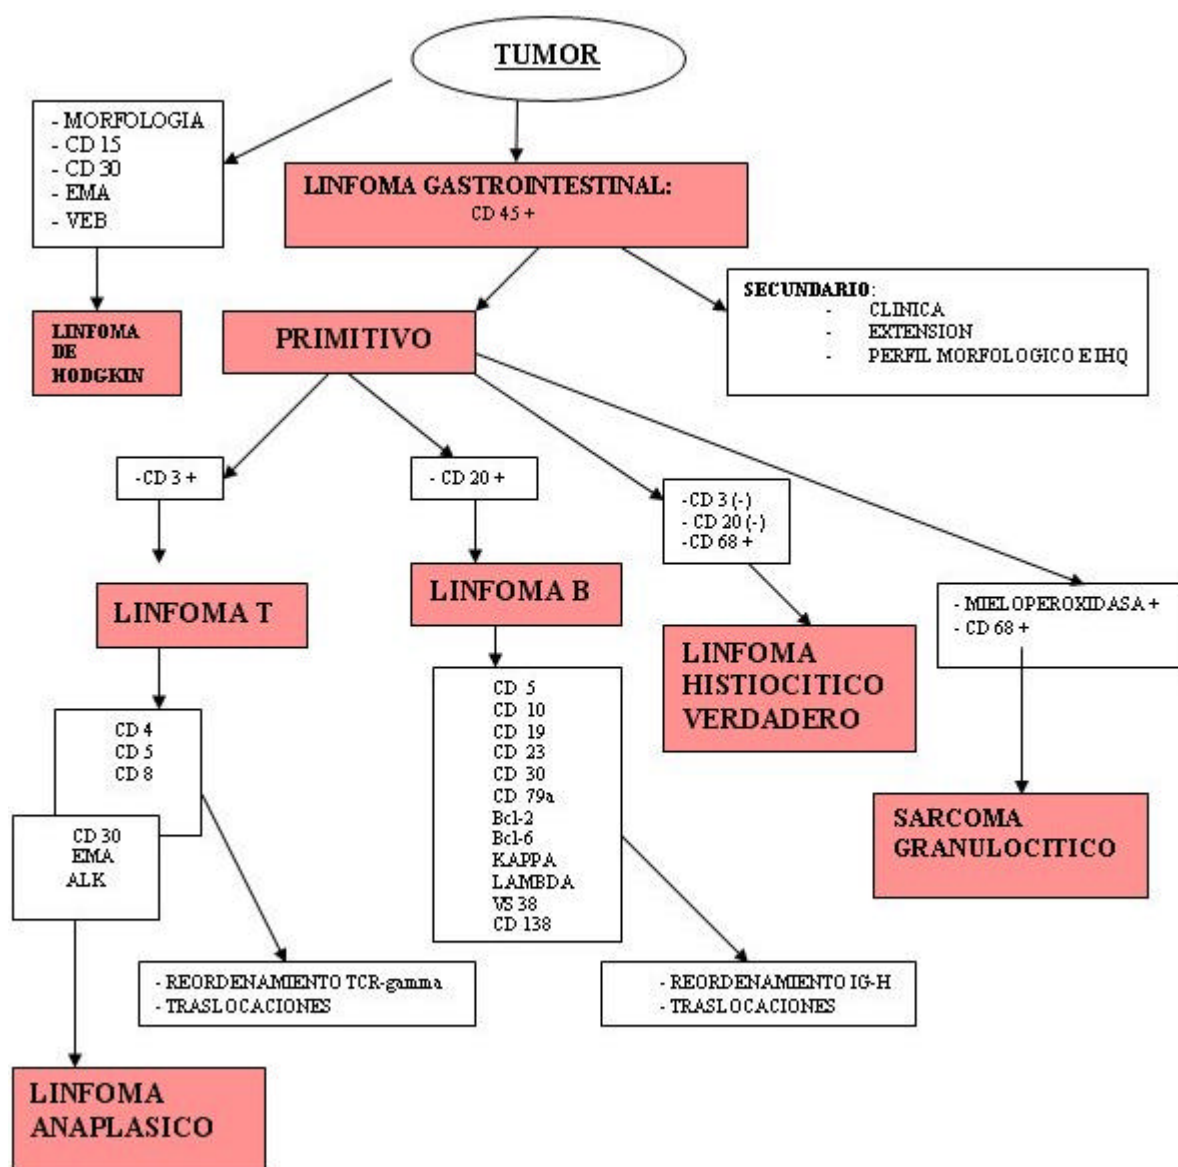 TUMOR
- MORFOLOGIA
- CD 15
- CD 30
- EMA
- VEB
LINFOMA GASTROINTESTINAL:
CD 45 +
LINFOMA
DE
HODGKIN
PRIMITIVO
SECUNDARIO:
- CLINICA
- EXTENSION
- PERFIL MORFOLOGICO E IHQ
-CD 3 +
- CD 20 +
-CD 3 (-)
- CD 20 (-)
-CD 68 +
- MIELOPEROXIDASA +
- CD 68 +
LINFOMA T
LINFOMA B
LINFOMA
HISTIOCITICO
VERDADERO
SARCOMA
GRANULOCITICO
CD 4
CD 5
CD 8
CD 30
EMA
ALK
CD 5
CD 10
CD 19
CD 23
CD 30
CD 79a
Bcl-2
Bcl-6
KAPPA
LAMBDA
VS 38
CD 138
- REORDENAMIENTO TCR-gamma
- TRASLOCACIONES
- REORDENAMIENTO IG-H
- TRASLOCACIONES
LINFOMA
ANAPLASICO